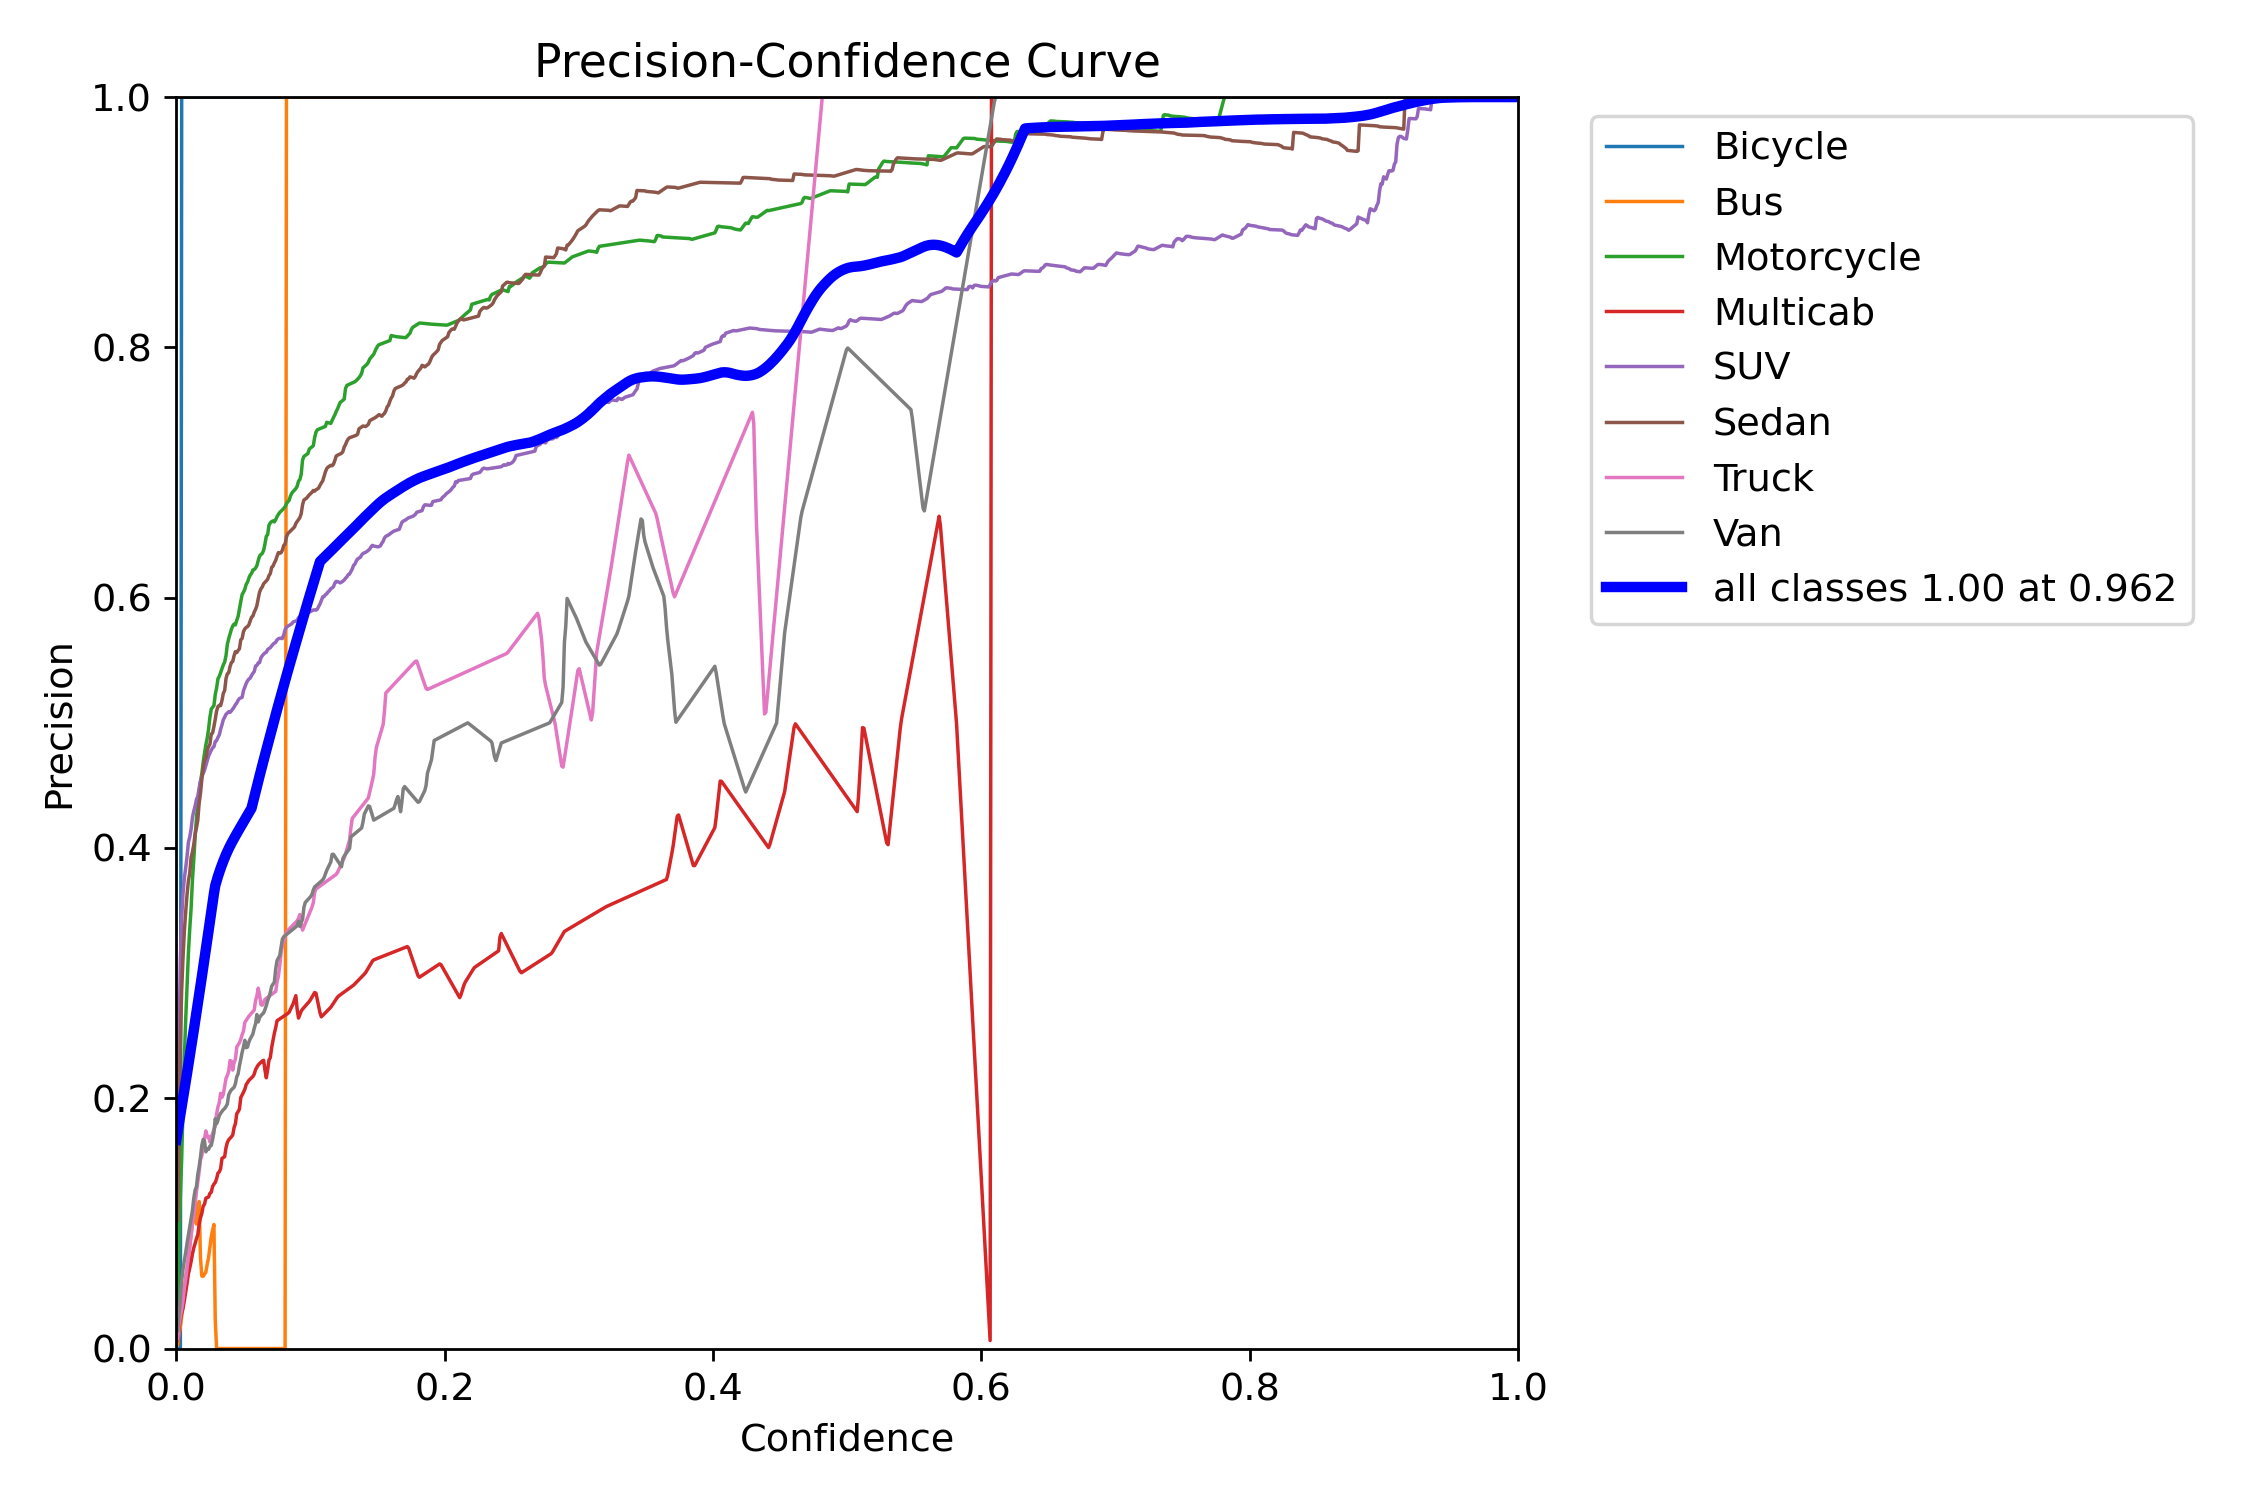 Precision-Confidence Curve
1.0
0.8
0.6
0.4
0.2
0.0
Precision
0.0 0.2 0.4 0.6 0.8 1.0
Confidence
Bicycle
Bus
Motorcycle
Multicab
SUV
Sedan
Truck
Van
all classes 1.00 at 0.962